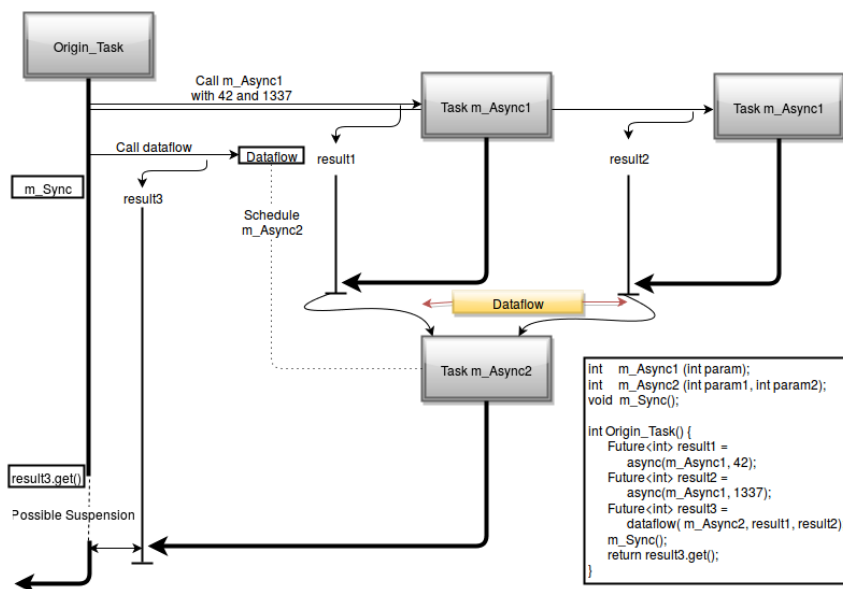 Origin_Task
Call m_Async1
with 42 and 1337
Task m_Async1
Task m_Async1
Call dataflow
Dataflow
result1
result2
m_Sync
result3
Schedule
m_Async2
Dataflow
Task m_Async2
result3.get()
Possible Suspension
int m_Async1 (int param);
int m_Async2 (int param1, int param2);
void m_Sync();
int Origin_Task() {
Future<int> result1 =
async(m_Async1, 42);
Future<int> result2 =
async(m_Async1, 1337);
Future<int> result3 =
dataflow( m_Async2, result1, result2)
m_Sync();
return result3.get();
}